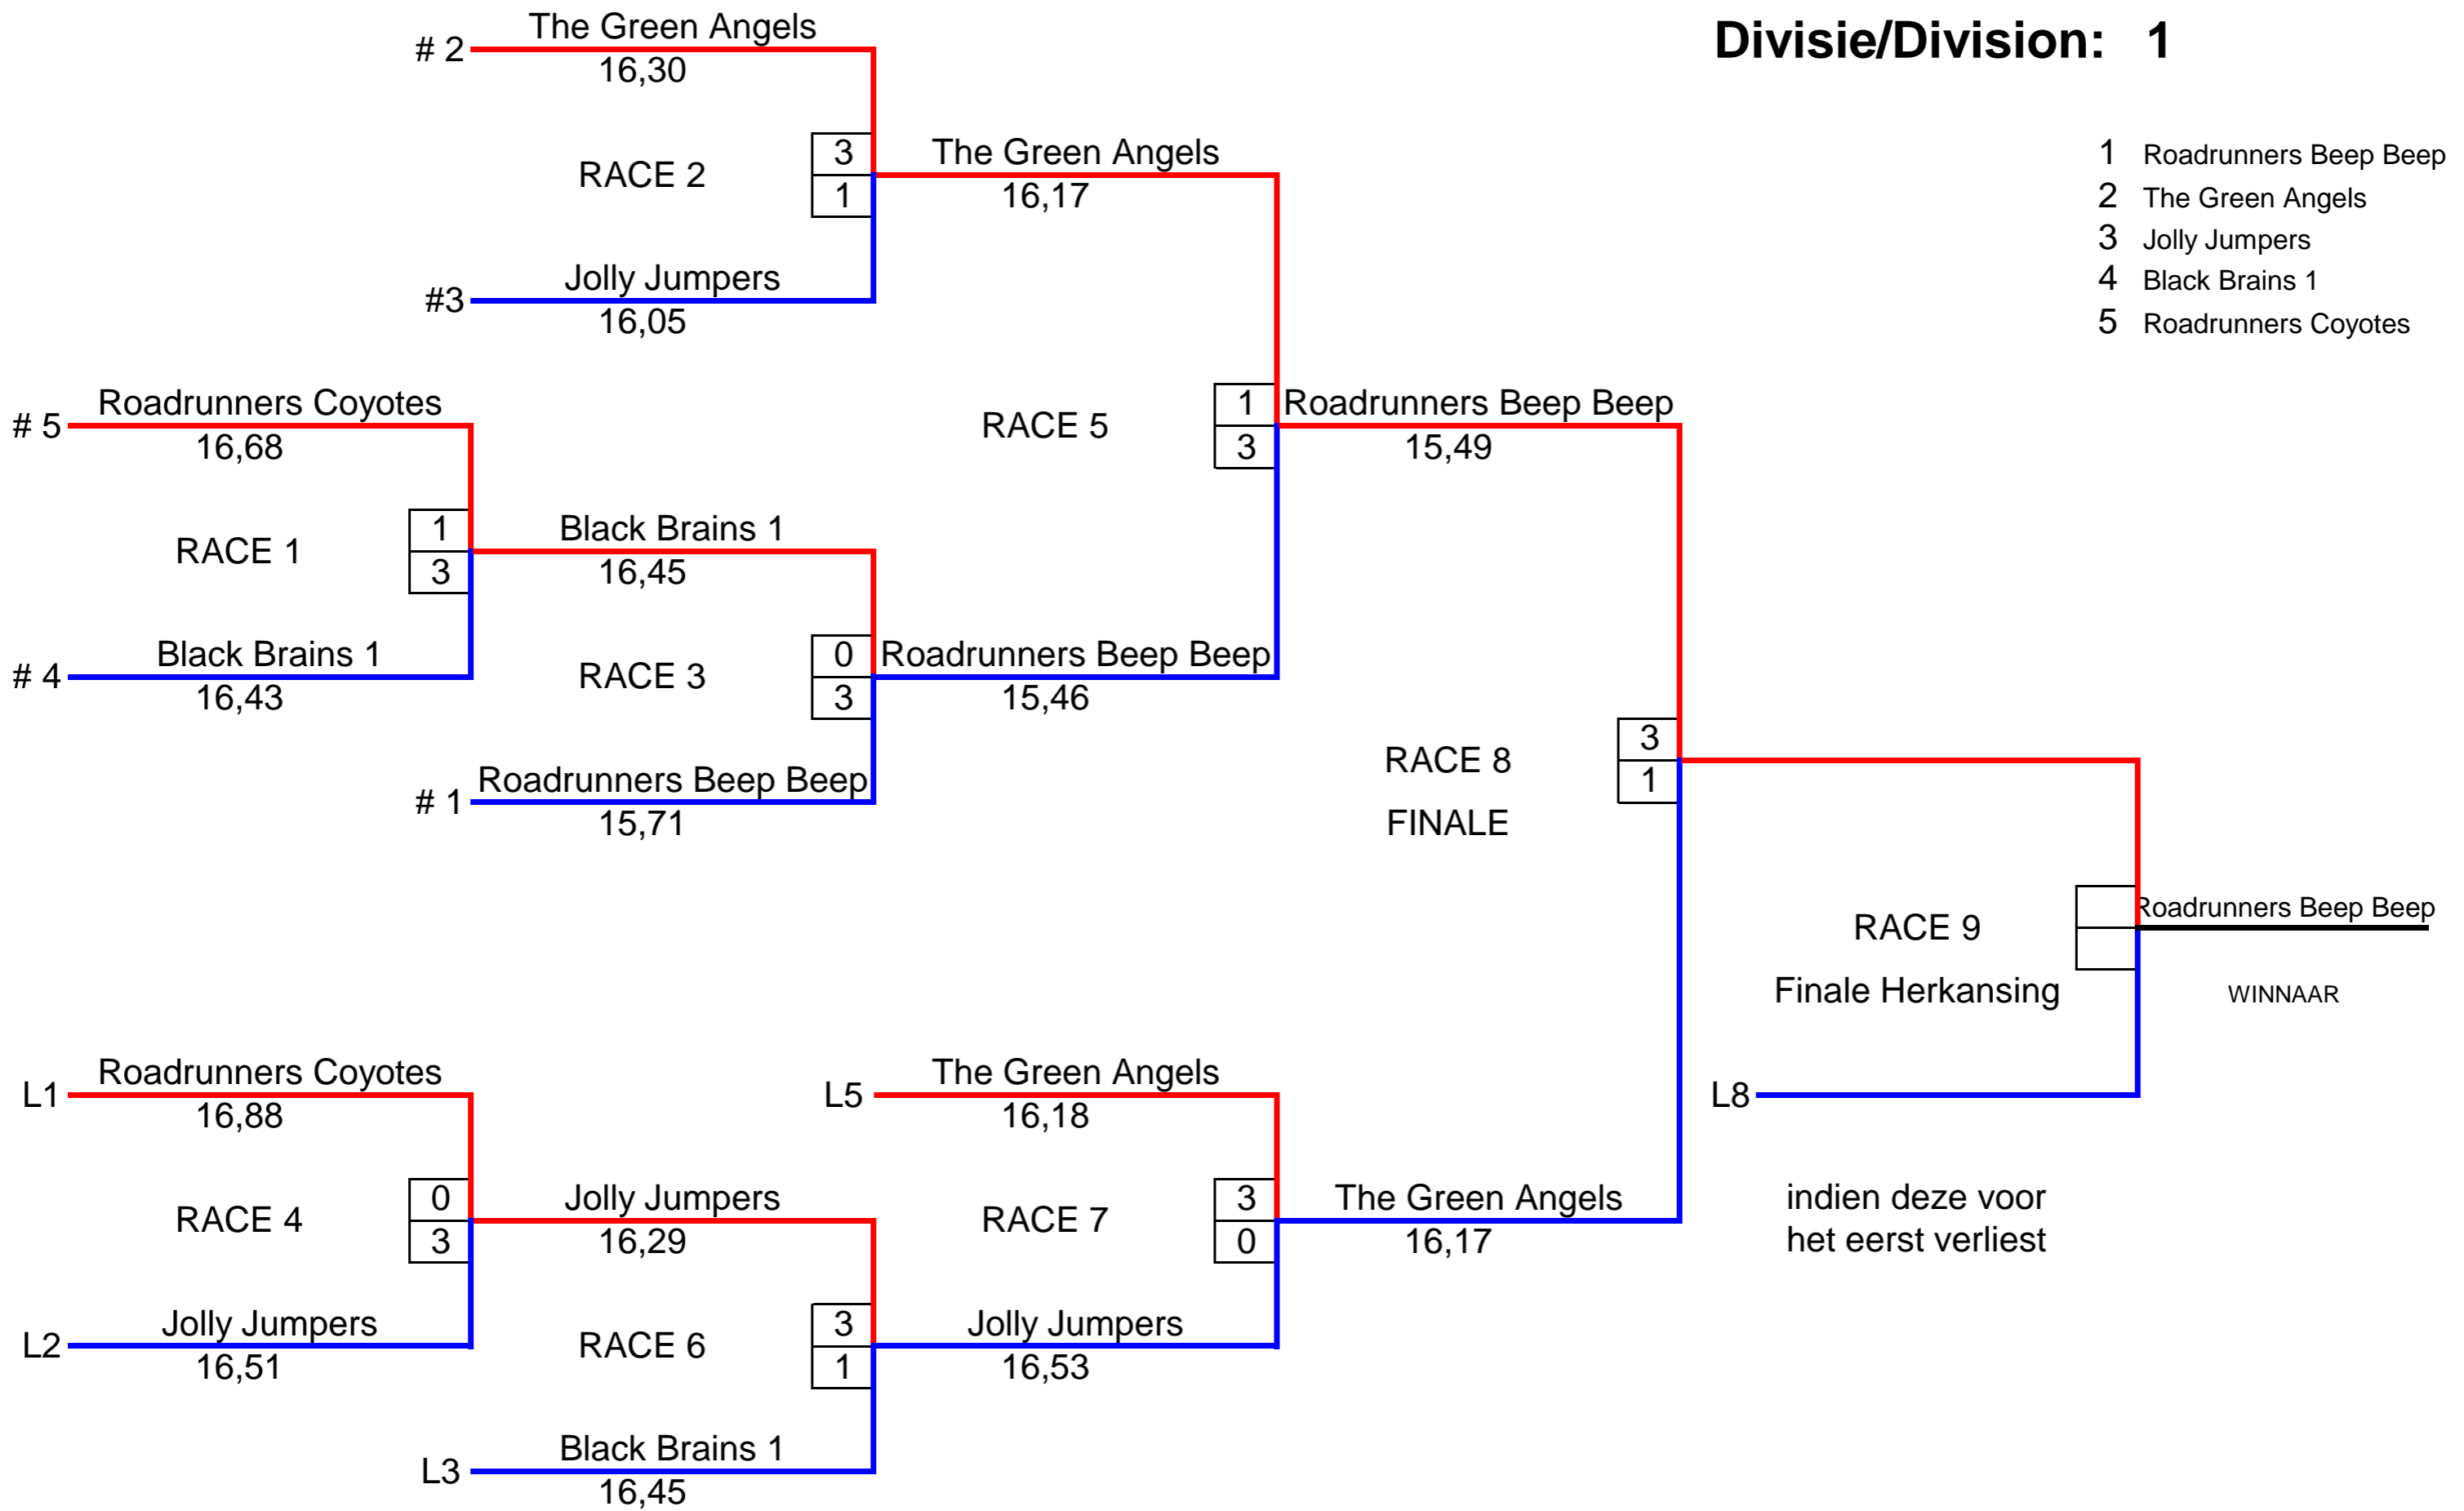 The Green Angels
Divisie/Division: 1
# 2
16,30
3
The Green Angels
1 Roadrunners Beep Beep
RACE 2
1
16,17
2 The Green Angels
3 Jolly Jumpers
Jolly Jumpers
4 Black Brains 1
#3
16,05
5 Roadrunners Coyotes
Roadrunners Coyotes
1
Roadrunners Beep Beep
# 5
RACE 5
16,68
3
15,49
1
Black Brains 1
RACE 1
3
16,45
Black Brains 1
0
Roadrunners Beep Beep
# 4
RACE 3
16,43
3
15,46
3
RACE 8
Roadrunners Beep Beep
1
# 1
15,71
FINALE
Roadrunners Beep Beep
RACE 9
Finale Herkansing
WINNAAR
Roadrunners Coyotes
The Green Angels
L1
L5
L8
16,88
16,18
0
Jolly Jumpers
3
The Green Angels
indien deze voor
RACE 4
RACE 7
3
16,29
0
16,17
het eerst verliest
Jolly Jumpers
3
Jolly Jumpers
L2
RACE 6
16,51
1
16,53
Black Brains 1
L3
16,45